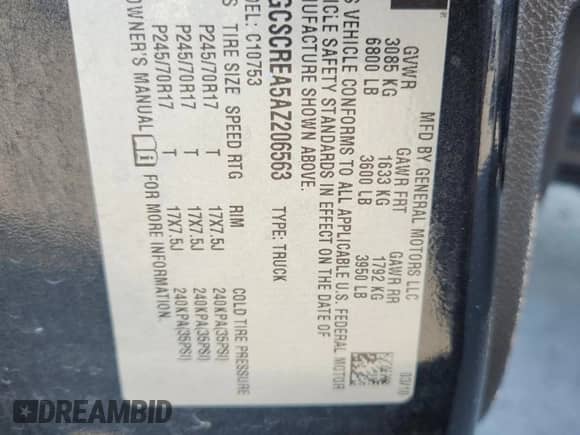 MFD BY GENERAL MOTORS LLC 03/10
GVWR GAWR FRT GAWR RR
3085 KG 1633 KG 1792 KG
6800 LB 3600 LB 3950 LB
S VEHICLE CONFORMS TO ALL APPLICABLE U.S. FEDERAL MOTOR
ICLE SAFETY STANDARDS IN EFFECT ON THE DATE OF
NUFACTURE SHOWN ABOVE.
GCSCREA5AZ206563 TYPE: TRUCK
DEL: C10753
S TIRE SIZE SPEED RTG RIM COLD TIRE PRESSURE
P245/70R17 T 17X7.5J 240KPA(35PSI)
P245/70R17 T 17X7.5J 240KPA(35PSI)
P245/70R17 T 17X7.5J 240KPA(35PSI)
OWNER'S MANUAL FOR MORE INFORMATION.
DREAMBID